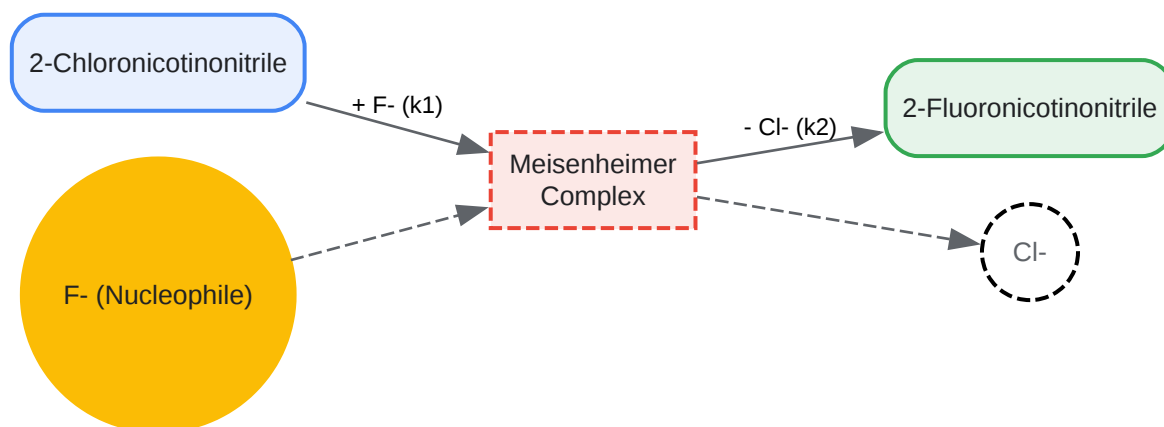 2-Chloronicotinonitrile
+ F- (k1)
- Cl- (k2)
2-Fluoronicotinonitrile
Meisenheimer
Complex
Cl-
F- (Nucleophile)